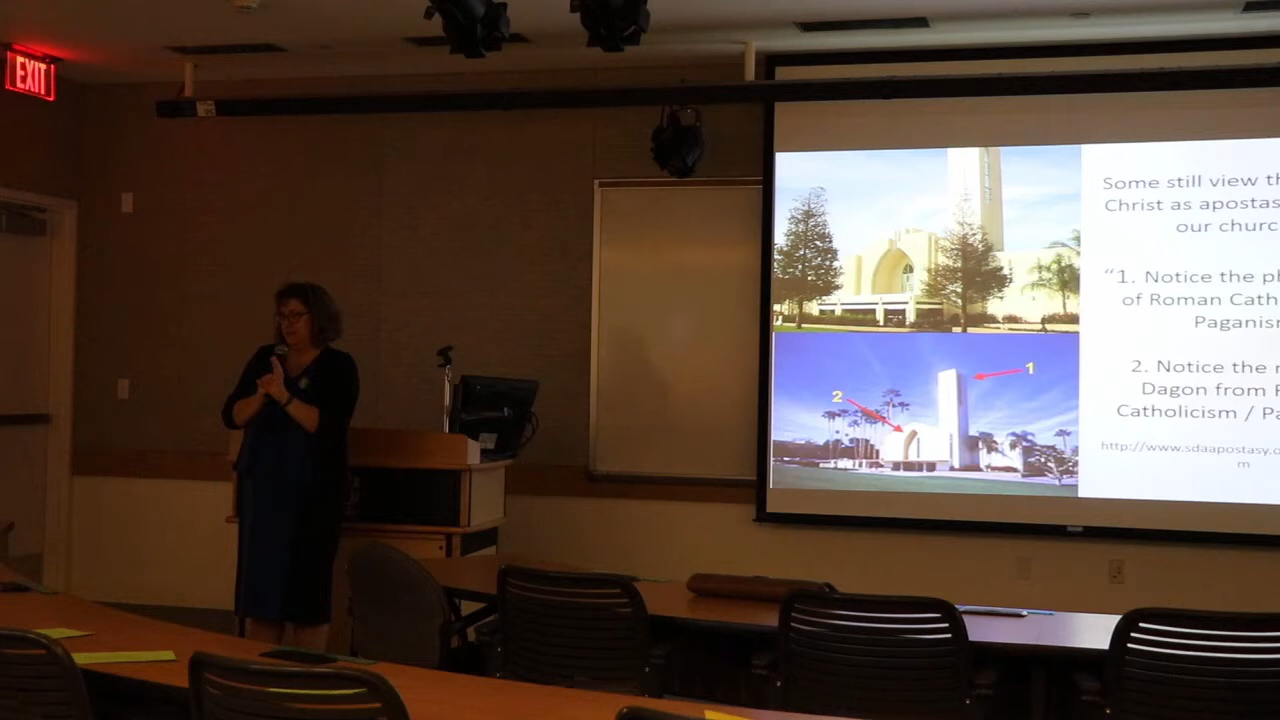 EXIT
Some still view th
Christ as apostas
our churc
"1. Notice the ph
of Roman Cath
Paganism
2. Notice the
Dagon from
Catholicism / Pa
http://www.sdaapostasy.o
m
1
2